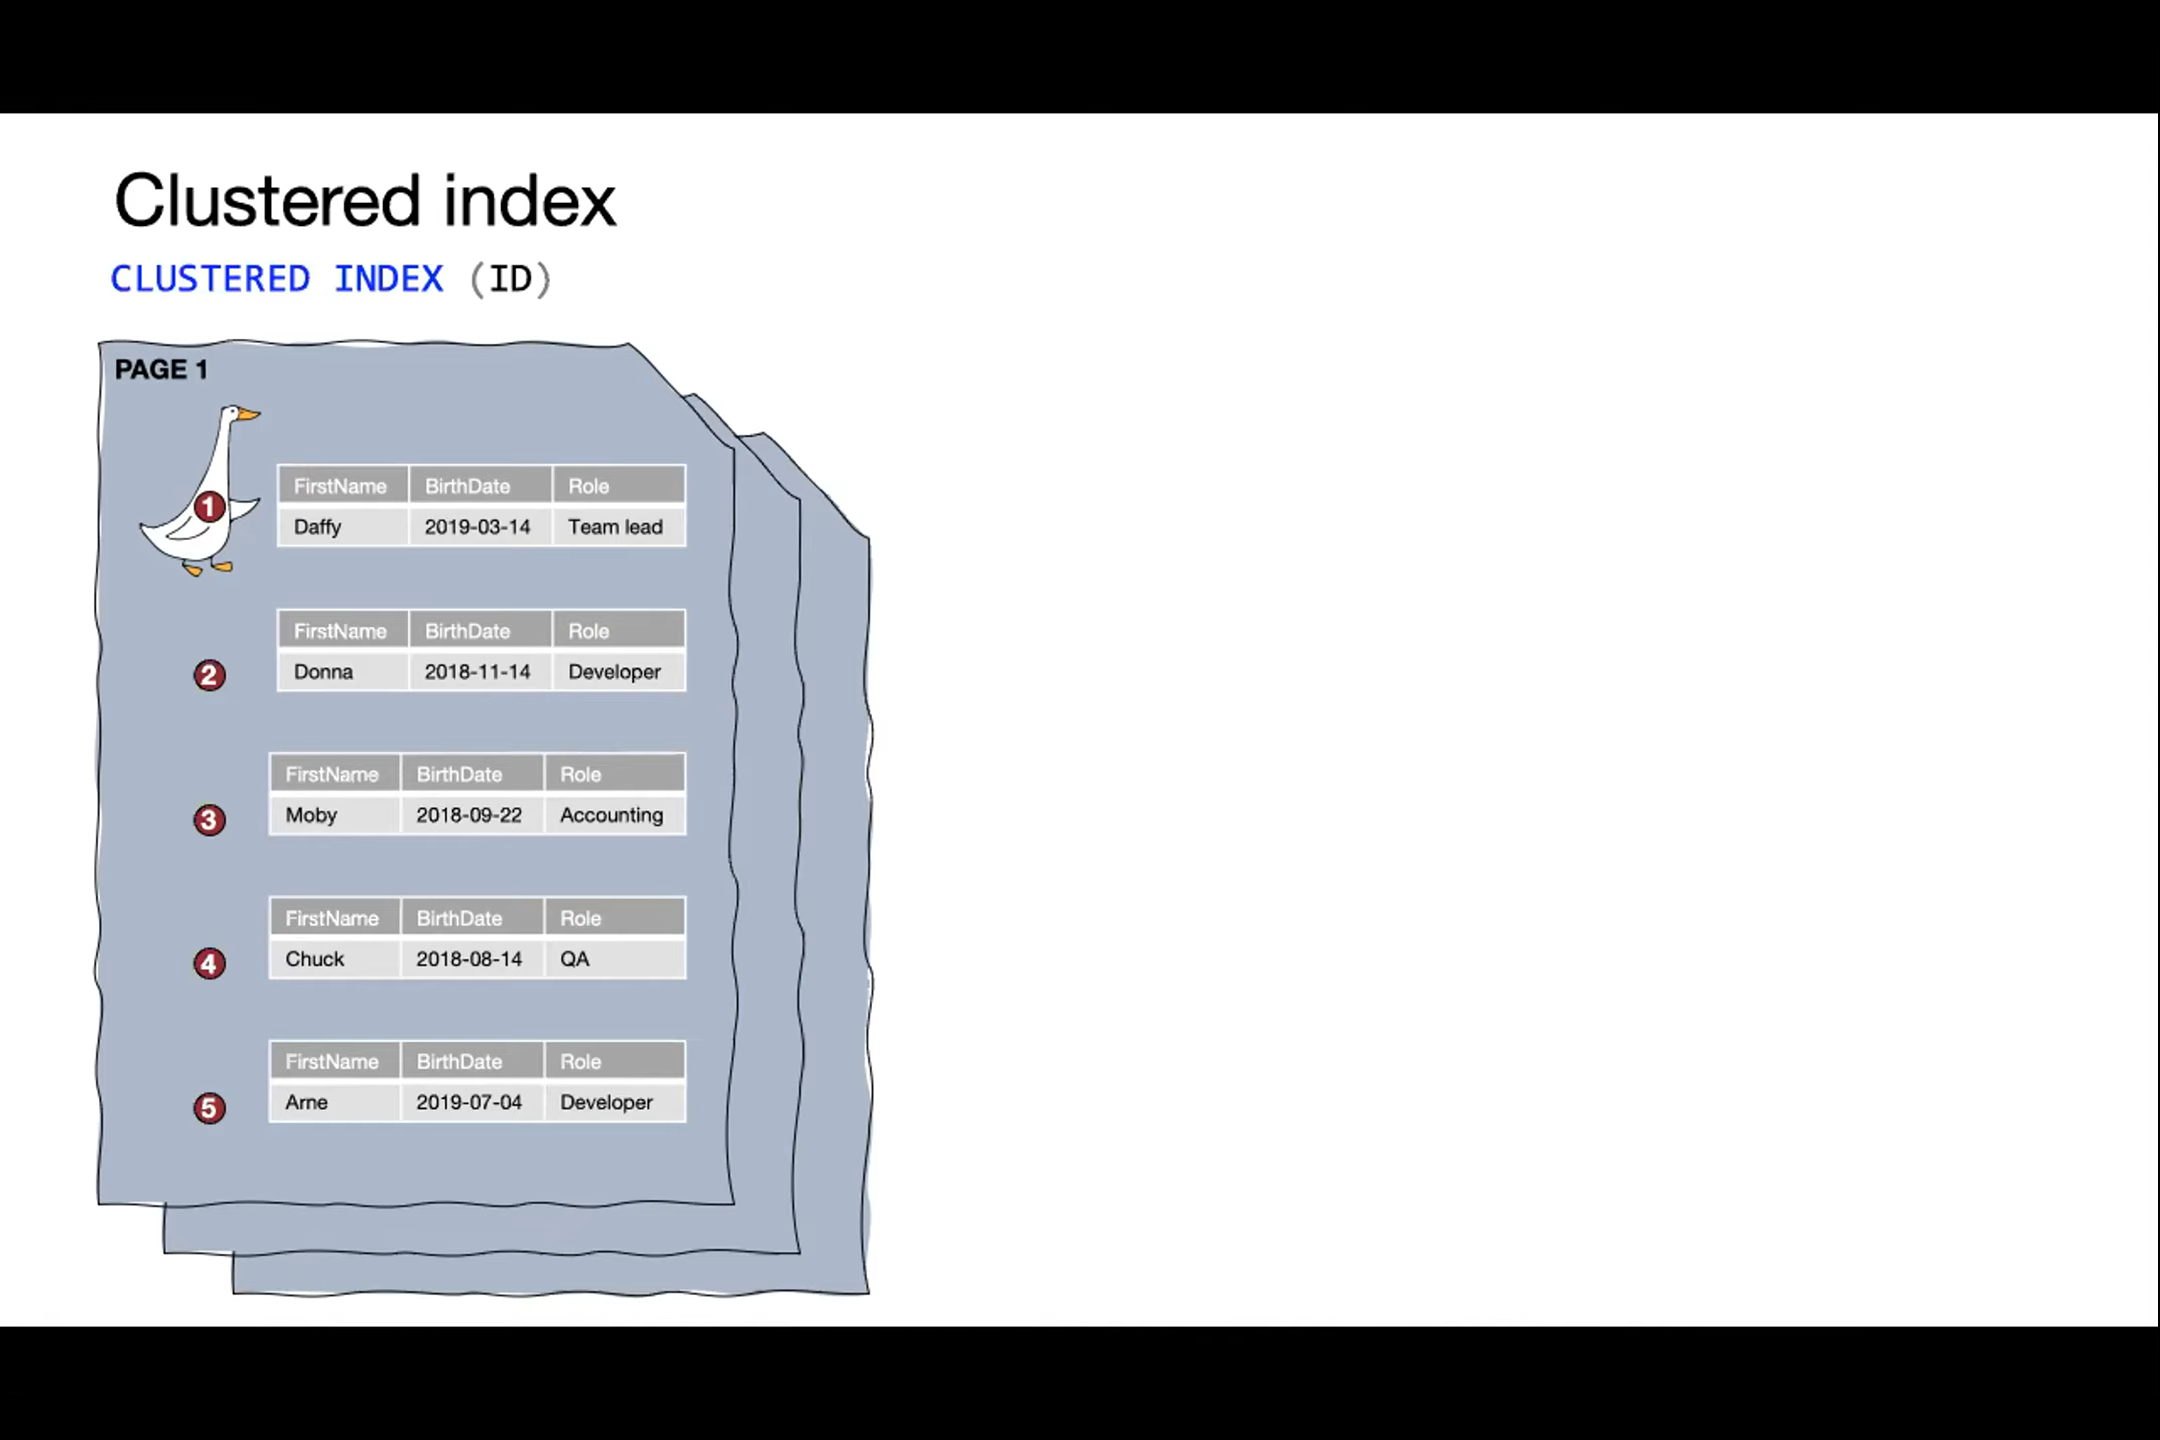 Clustered index
CLUSTERED INDEX (ID)
PAGE 1
1
FirstName BirthDate Role
Daffy 2019-03-14 Team lead
2
FirstName BirthDate Role
Donna 2018-11-14 Developer
3
FirstName BirthDate Role
Moby 2018-09-22 Accounting
4
FirstName BirthDate Role
Chuck 2018-08-14 QA
5
FirstName BirthDate Role
Arne 2019-07-04 Developer